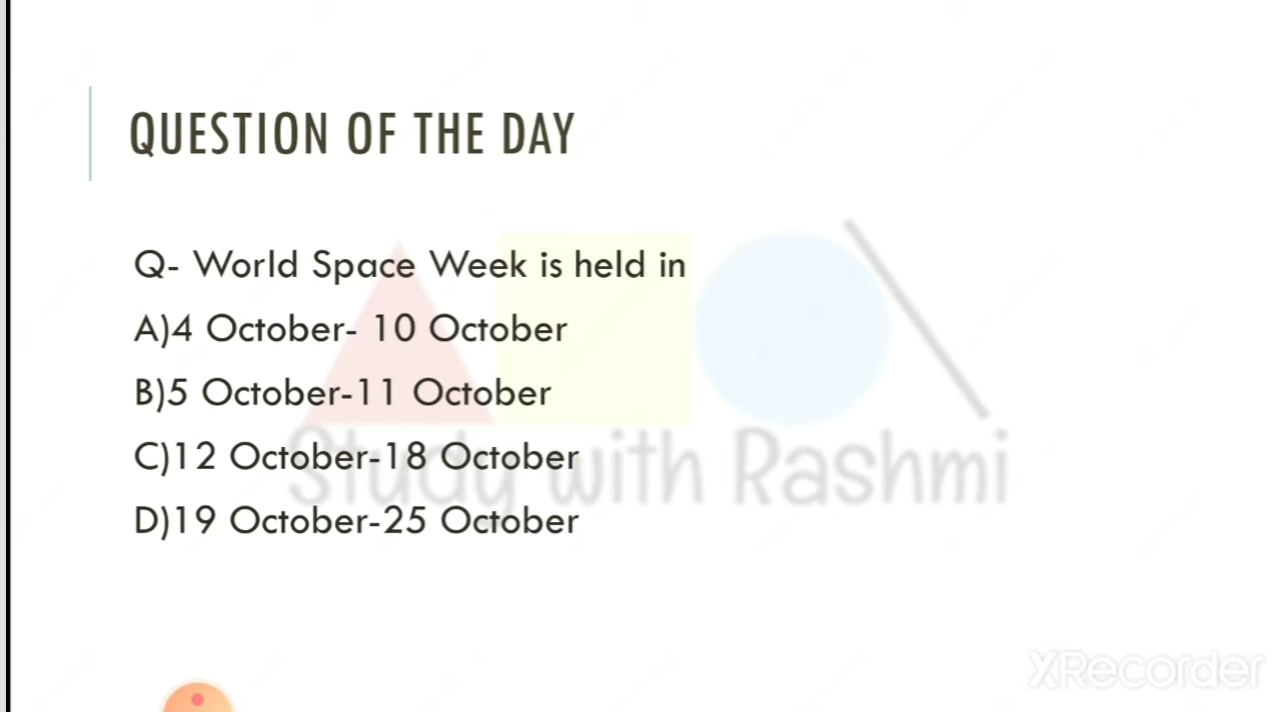 QUESTION OF THE DAY
Q- World Space Week is held in
A)4 October- 10 October
B)5 October-11 October
C)12 October-18 October
D)19 October-25 October
Study with Rashmi
XRecorder